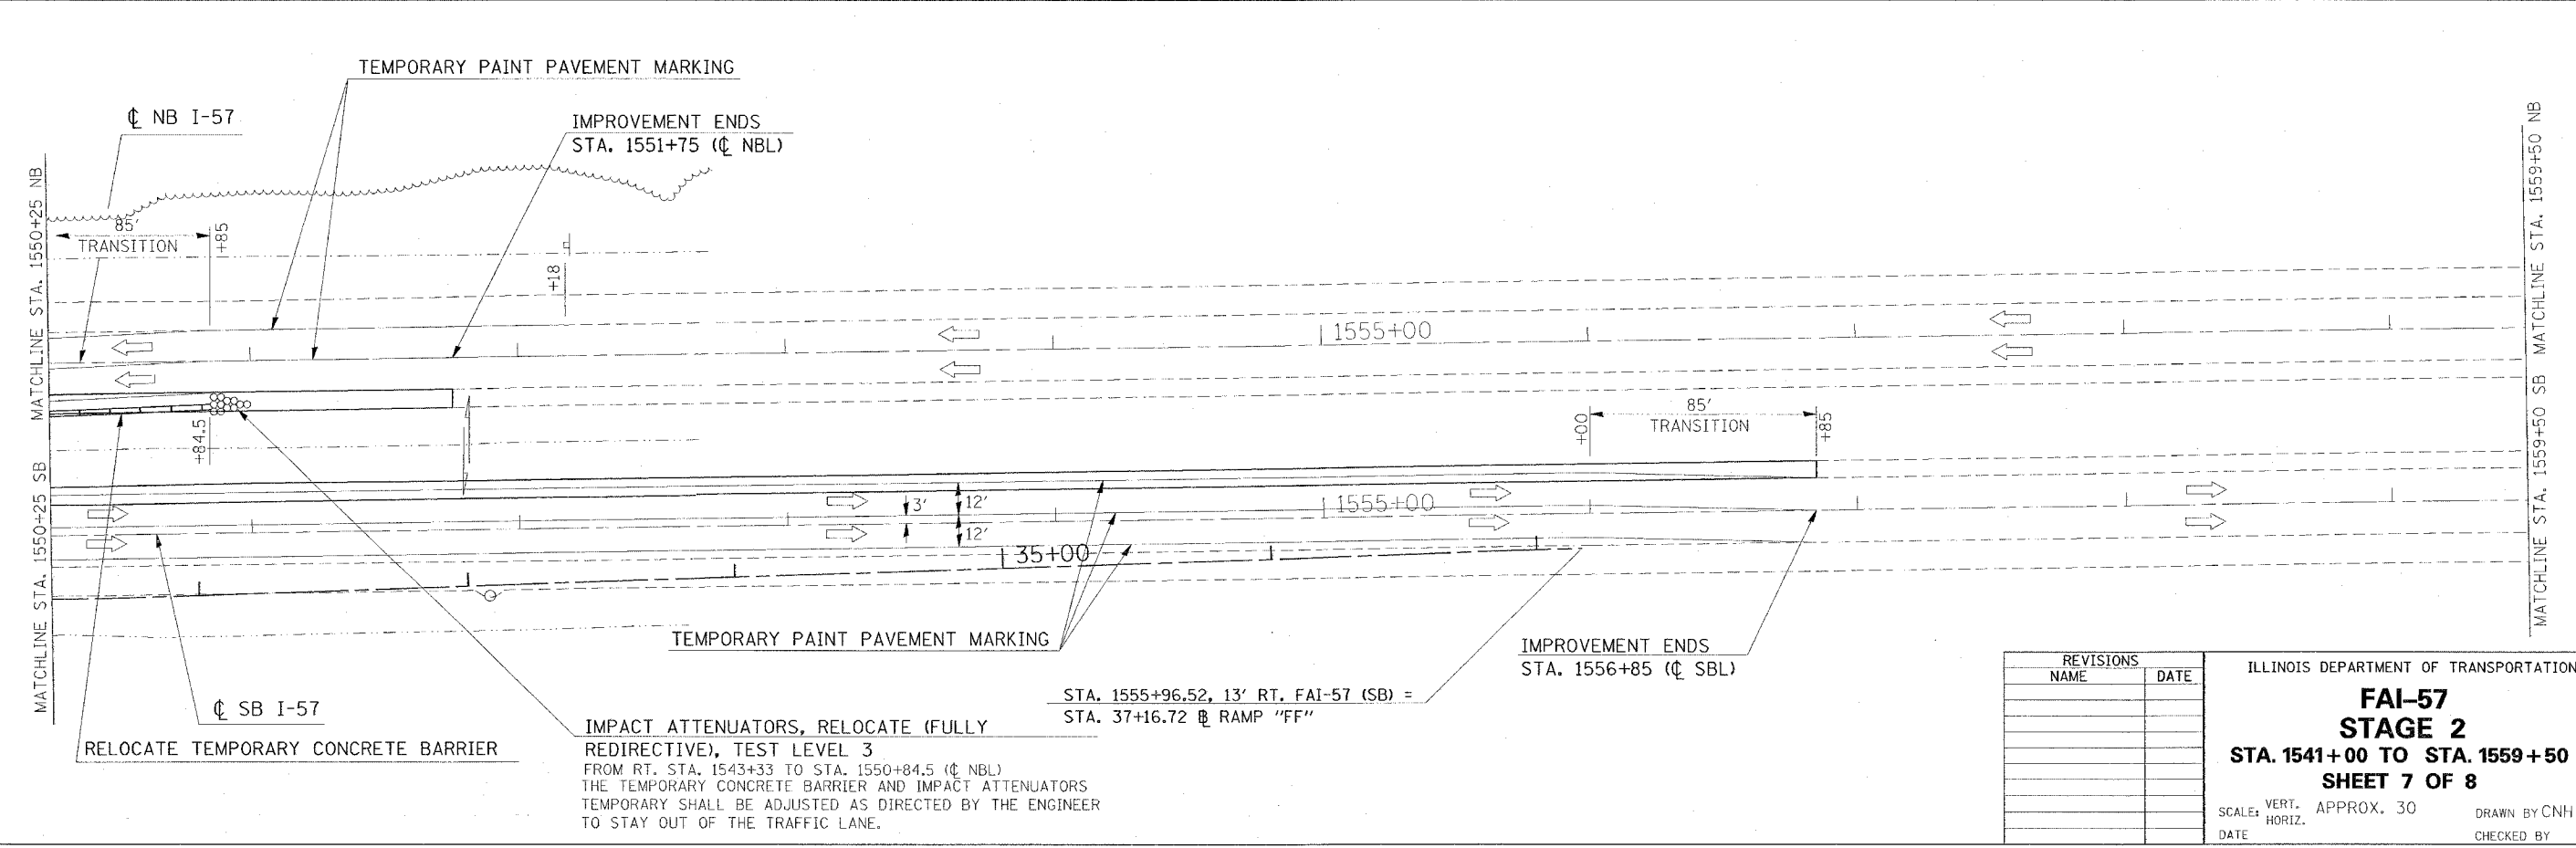 TEMPORARY PAINT PAVEMENT MARKING
℄ NB I-57
IMPROVEMENT ENDS
STA. 1551+75 (℄ NBL)
MATCHLINE STA. 1550+25 NB
85'
TRANSITION
+85
+18
1555+00
MATCHLINE STA. 1559+50 NB
+84.5
+00
85'
TRANSITION
+85
MATCHLINE STA. 1550+25 SB
3'
12'
12'
1555+00
35+00
MATCHLINE STA. 1559+50 SB
TEMPORARY PAINT PAVEMENT MARKING
IMPROVEMENT ENDS
STA. 1556+85 (℄ SBL)
STA. 1555+96.52, 13' RT. FAI-57 (SB) =
STA. 37+16.72 B RAMP "FF"
℄ SB I-57
RELOCATE TEMPORARY CONCRETE BARRIER
IMPACT ATTENUATORS, RELOCATE (FULLY
REDIRECTIVE), TEST LEVEL 3
FROM RT. STA. 1543+33 TO STA. 1550+84.5 (℄ NBL)
THE TEMPORARY CONCRETE BARRIER AND IMPACT ATTENUATORS
TEMPORARY SHALL BE ADJUSTED AS DIRECTED BY THE ENGINEER
TO STAY OUT OF THE TRAFFIC LANE.
REVISIONS
NAME DATE
ILLINOIS DEPARTMENT OF TRANSPORTATION
FAI-57
STAGE 2
STA. 1541+00 TO STA. 1559+50
SHEET 7 OF 8
SCALE: VERT. HORIZ. APPROX. 30
DRAWN BY CNH
DATE
CHECKED BY